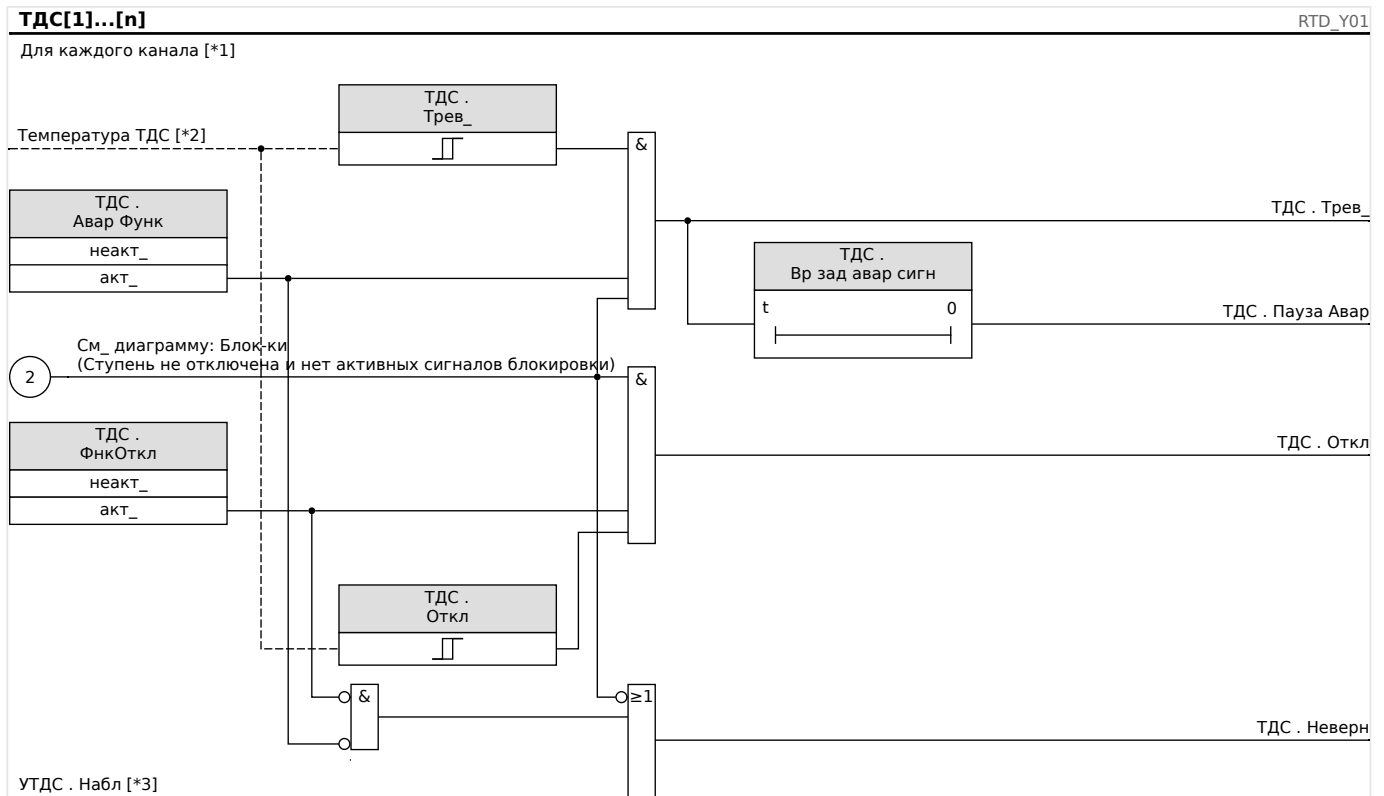 ТДС[1]...[n]
RTD_Y01
Для каждого канала [*1]
ТДС .
Трев_
Температура ТДС [*2]
&
ТДС .
Авар Функ
неакт_
акт_
ТДС . Трев_
ТДС .
Вр зад авар сигн
t
0
ТДС . Пауза Авар
См_ диаграмму: Блок-ки
(Ступень не отключена и нет активных сигналов блокировки)
2
&
ТДС .
ФнкОткл
неакт_
акт_
ТДС . Откл
ТДС .
Откл
&
≥1
ТДС . Неверн
УТДС . Набл [*3]